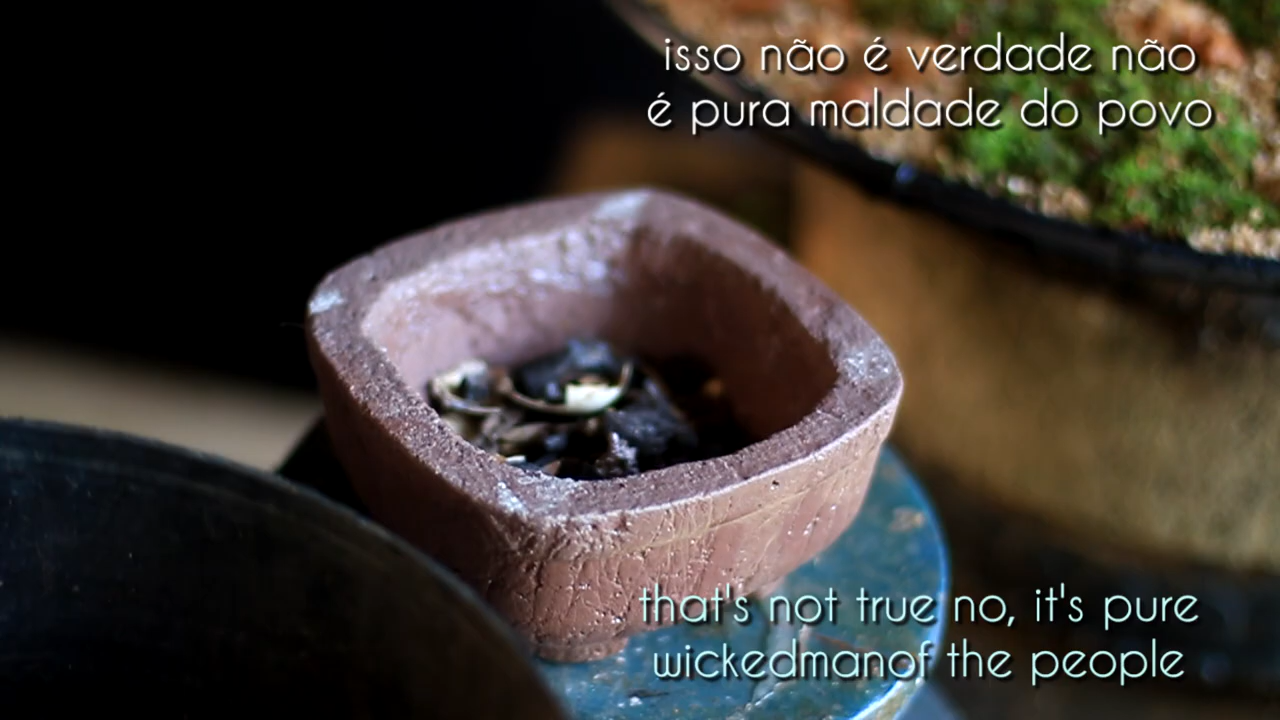 isso não é verdade não
é pura maldade do povo
that's not true no, it's pure
wickedmanof the people